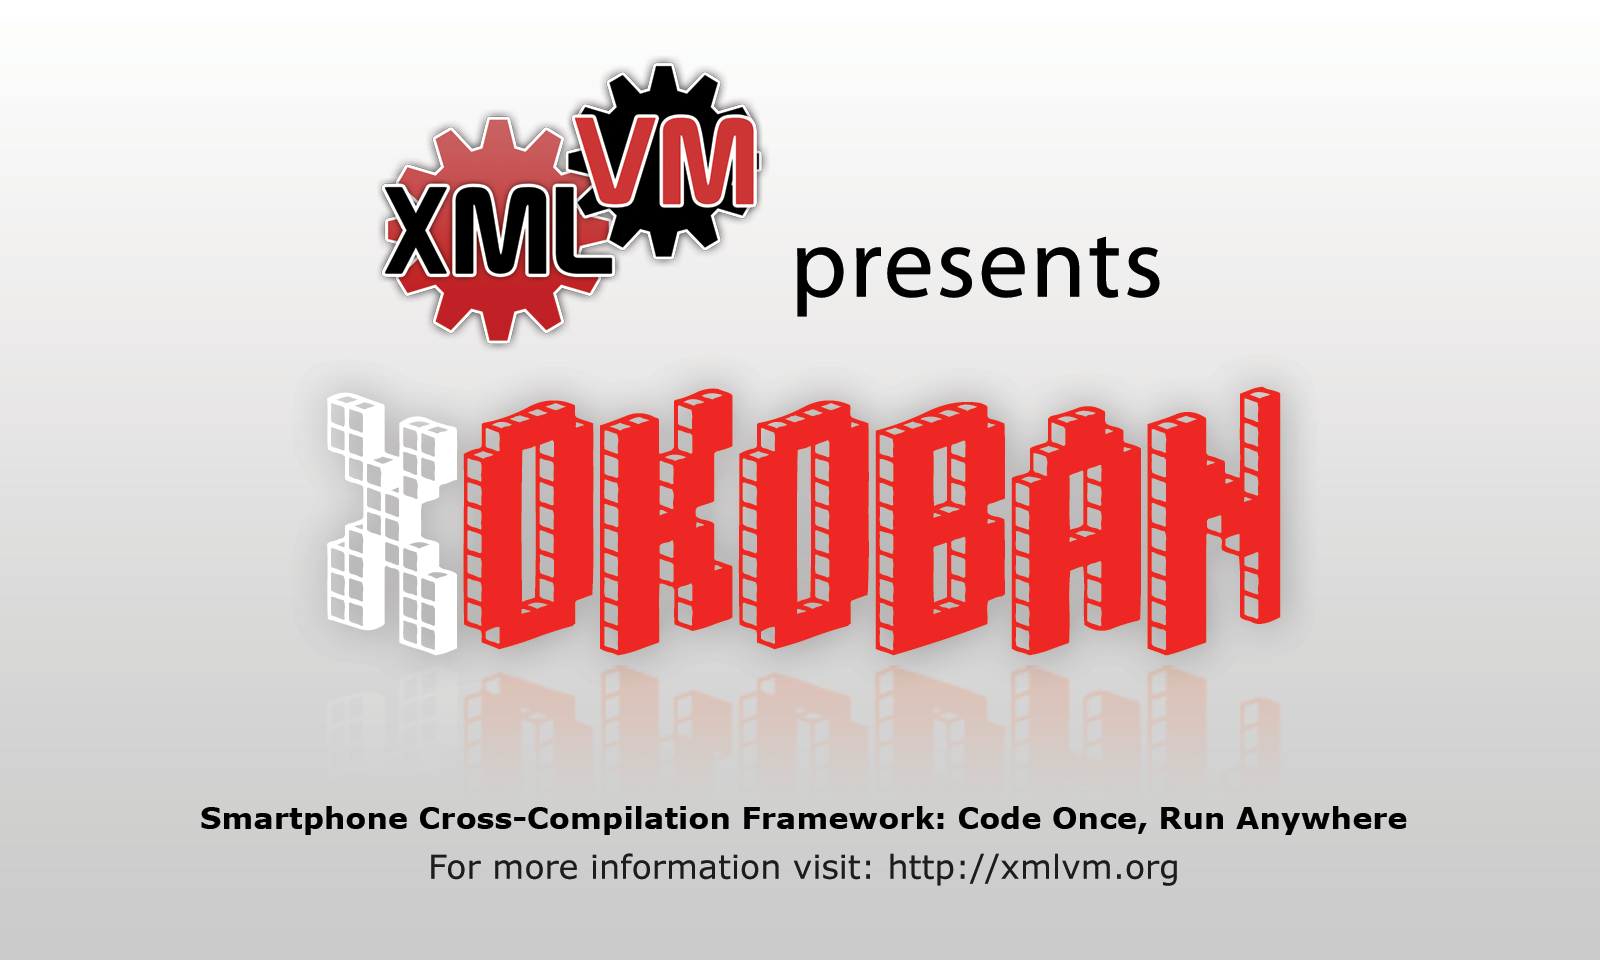 XMLVM presents
XOKOBAN
Smartphone Cross-Compilation Framework: Code Once, Run Anywhere
For more information visit: http://xmlvm.org